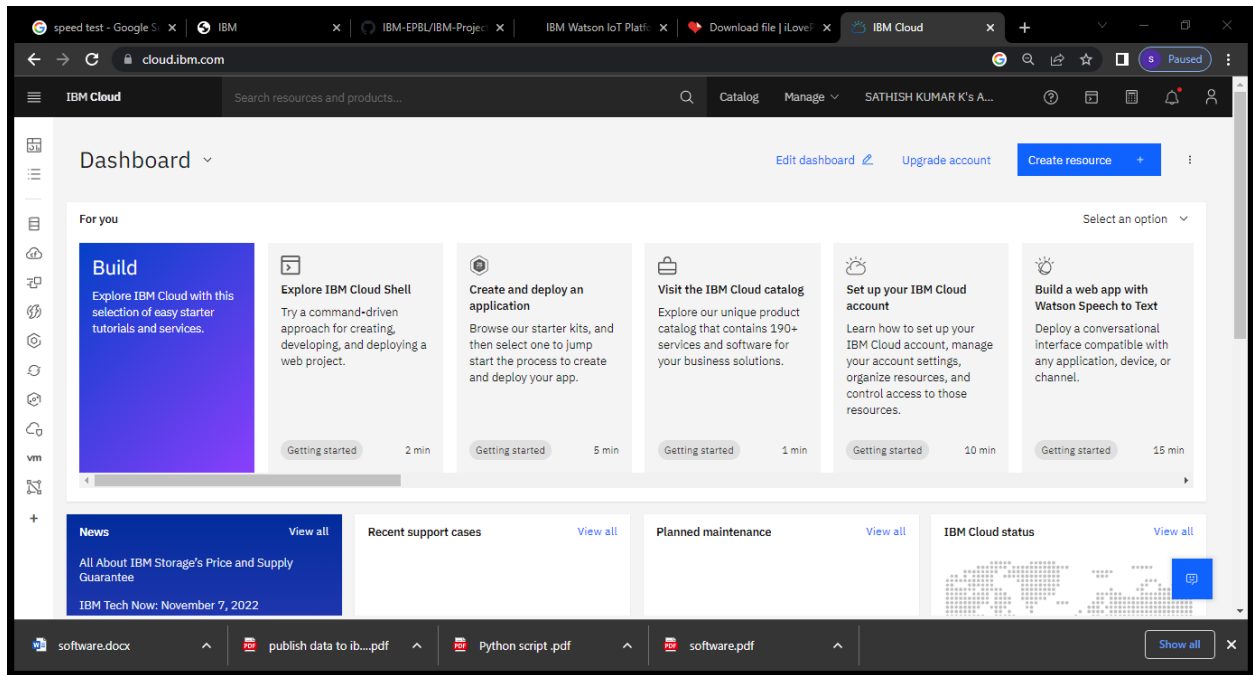 speed test - Google Se
IBM
IBM-EPBL/IBM-Project
IBM Watson IoT Platfo
Download file | iLoveP
IBM Cloud
cloud.ibm.com
s
Paused
IBM Cloud
Search resources and products...
Catalog
Manage
SATHISH KUMAR K's A...
Dashboard
Edit dashboard
Upgrade account
Create resource +
For you
Select an option
Build
Explore IBM Cloud with this
selection of easy starter
tutorials and services.
Explore IBM Cloud Shell
Try a command-driven
approach for creating,
developing, and deploying a
web project.
Getting started
2 min
Create and deploy an
application
Browse our starter kits, and
then select one to jump
start the process to create
and deploy your app.
Getting started
5 min
Visit the IBM Cloud catalog
Explore our unique product
catalog that contains 190+
services and software for
your business solutions.
Getting started
1 min
Set up your IBM Cloud
account
Learn how to set up your
IBM Cloud account, manage
your account settings,
organize resources, and
control access to those
resources.
Getting started
10 min
Build a web app with
Watson Speech to Text
Deploy a conversational
interface compatible with
any application, device, or
channel.
Getting started
15 min
vm
News
View all
All About IBM Storage's Price and Supply
Guarantee
IBM Tech Now: November 7, 2022
Recent support cases
View all
Planned maintenance
View all
IBM Cloud status
View all
software.docx
publish data to ib....pdf
Python script .pdf
software.pdf
Show all